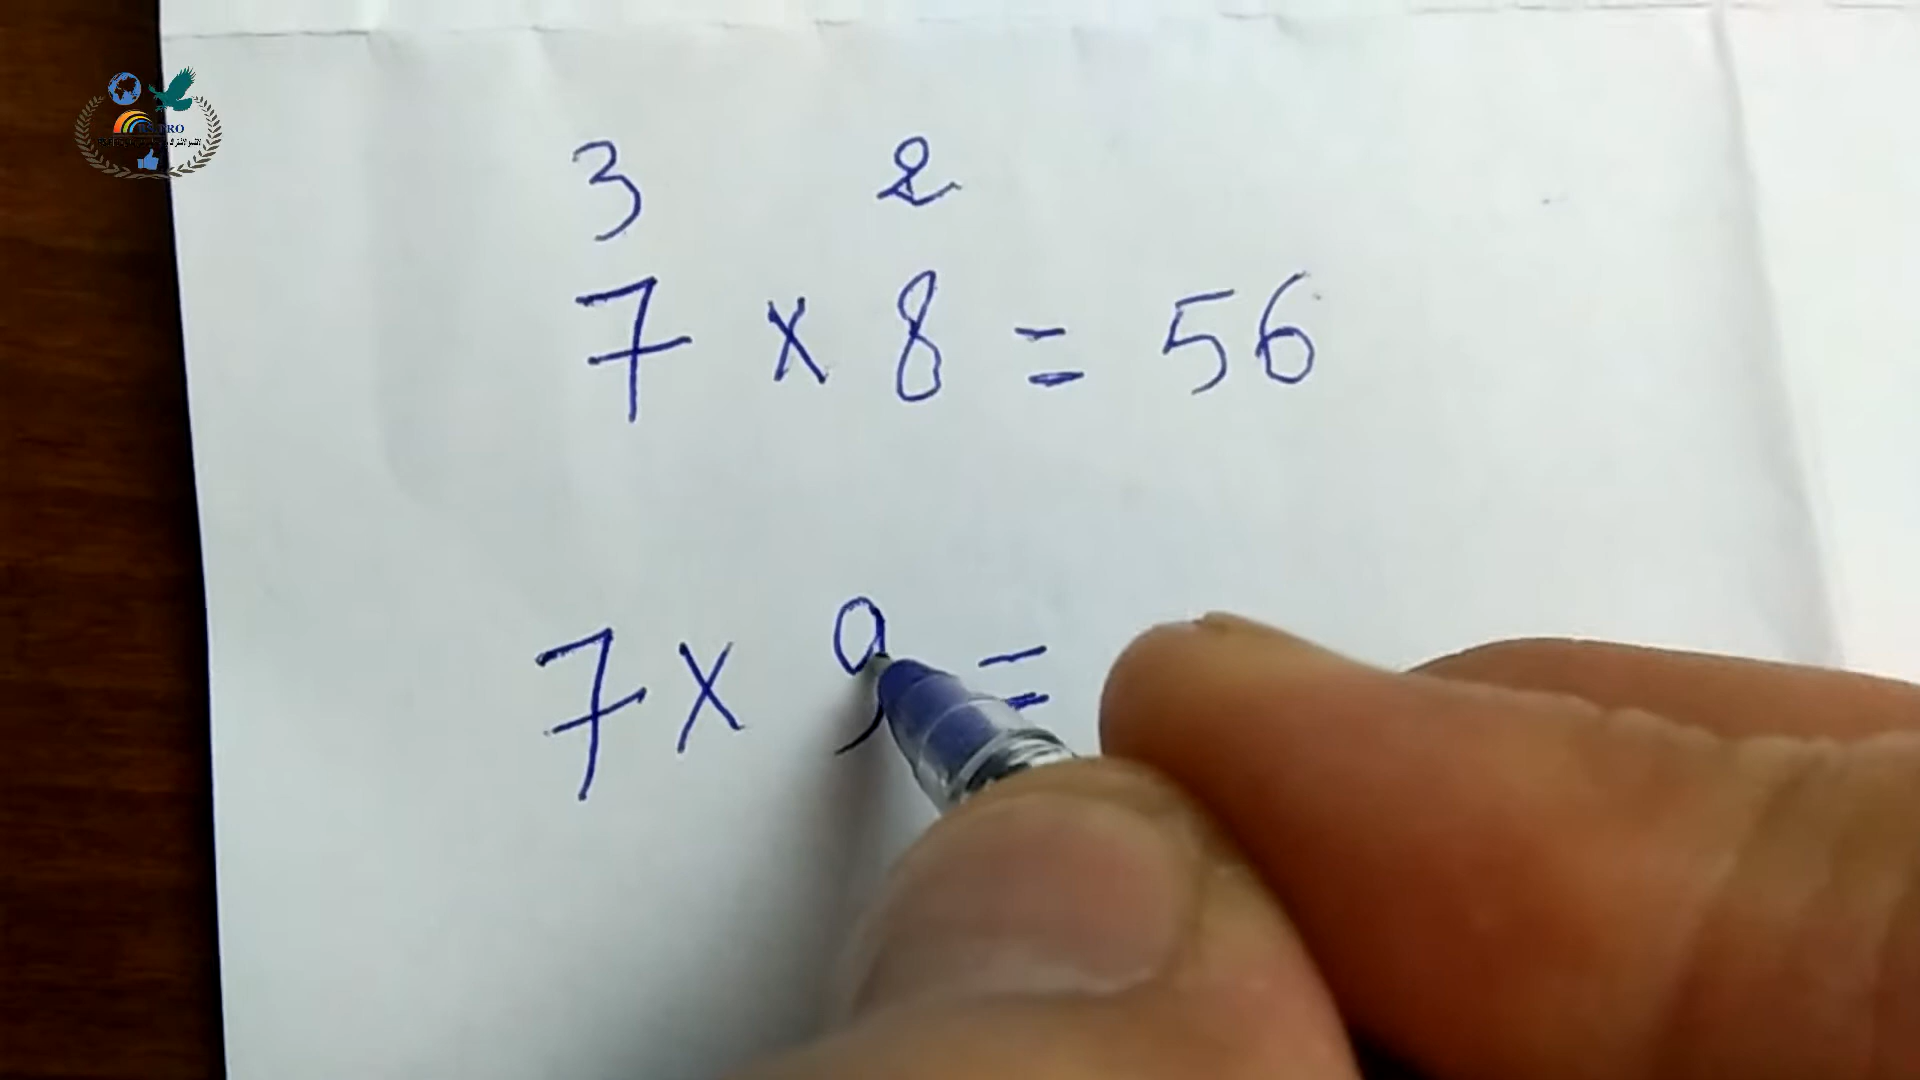 3 2
7 x 8 = 56
7 x 9 =